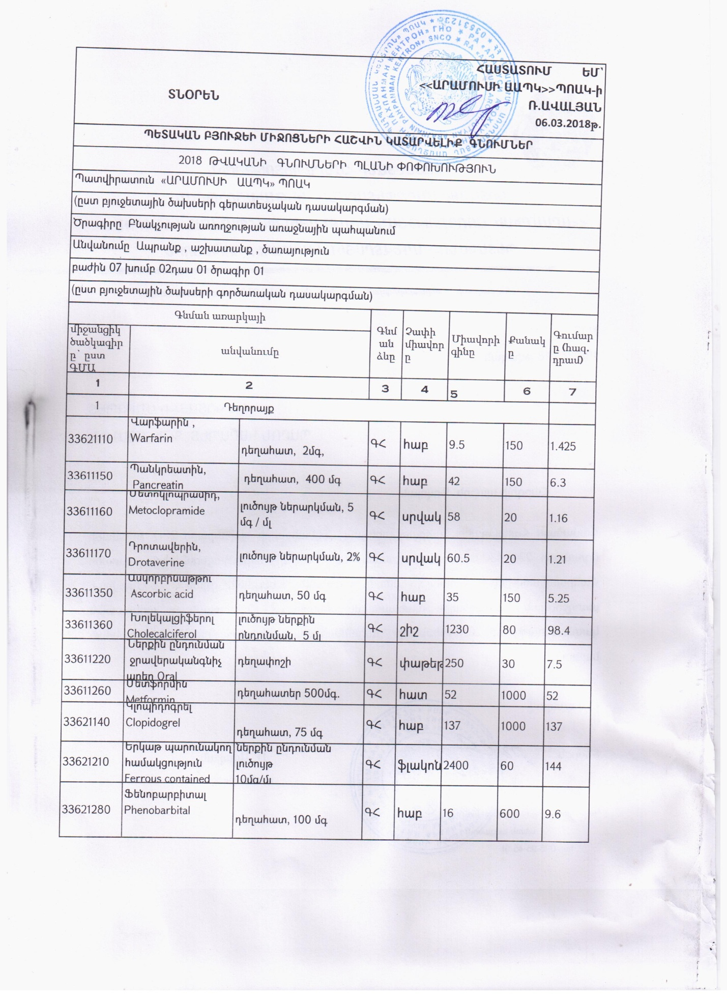 ՀԱՍՏԱՏՈՒՄ ԵՄ՝
<<ԱՐԱՄՈՒՍԻ ԱԱՊԿ>>ՊՈԱԿ-ի
ՏՆՕՐԵՆ
Ռ.ԱՎԱԼՅԱՆ
06.03.2018թ.
ՊԵՏԱԿԱՆ ԲՅՈՒՋԵԻ ՄԻՋՈՑՆԵՐԻ ՀԱՇՎԻՆ ԿԱՏԱՐՎԵԼԻՔ ԳՆՈՒՄՆԵՐ
2018 ԹՎԱԿԱՆԻ ԳՆՈՒՄՆԵՐԻ ՊԼԱՆԻ ՓՈՓՈԽՈՒԹՅՈՒՆ
Պատվիրատուն «ԱՐԱՄՈՒՍԻ ԱԱՊԿ» ՊՈԱԿ
(ըստ բյուջետային ծախսերի գերատեսչական դասակարգման)
Ծրագիրը Բնակչության առողջության առաջնային պահպանում
Անվանումը Ապրանք , աշխատանք , ծառայություն
բաժին 07 խումբ 02դաս 01 ծրագիր 01
(ըստ բյուջետային ծախսերի գործառական դասակարգման)
Գնման առարկայի
միջանցիկ
ծածկագիր
ը` ըստ
ԳՄԱ
անվանումը
Գնմ
ան
ձևը
Չափի
միավոր
ը
Միավորի
գինը
Քանակ
ը
Գումար
ը (հազ.
դրամ)
1 2 3 4 5 6 7
1 Դեղորայք
Վարֆարին ,
33621110 Warfarin դեղահատ, 2մգ, ԳՀ հաբ 9.5 150 1.425
Պանկրեատին,
33611150 Pancreatin դեղահատ, 400 մգ ԳՀ հաբ 42 150 6.3
Մետոկլոպրամիդ,
33611160 Metoclopramide լուծույթ ներարկման, 5
մգ / մլ ԳՀ սրվակ 58 20 1.16
Դրոտավերին,
33611170 Drotaverine լուծույթ ներարկման, 2% ԳՀ սրվակ 60.5 20 1.21
Ասկորբինաթթու
33611350 Ascorbic acid դեղահատ, 50 մգ ԳՀ հաբ 35 150 5.25
Խոլեկալցիֆերոլ լուծույթ ներքին
33611360 Cholecalciferol ընդունման, 5 մլ ԳՀ շիշ 1230 80 98.4
Ներքին ընդունման
33611220 ջրավերականգնիչ դեղափոշի ԳՀ փաթեթ 250 30 7.5
աղեր Oral
Մետֆորմին
33611260 Metformin դեղահատեր 500մգ. ԳՀ հատ 52 1000 52
Կլոպիդոգրել
33621140 Clopidogrel դեղահատ, 75 մգ ԳՀ հաբ 137 1000 137
Երկաթ պարունակող ներքին ընդունման
33621210 համակցություն լուծույթ ԳՀ ֆլակոն 2400 60 144
Ferrous contained 10մգ/մլ
Ֆենոբարբիտալ
33621280 Phenobarbital դեղահատ, 100 մգ ԳՀ հաբ 16 600 9.6